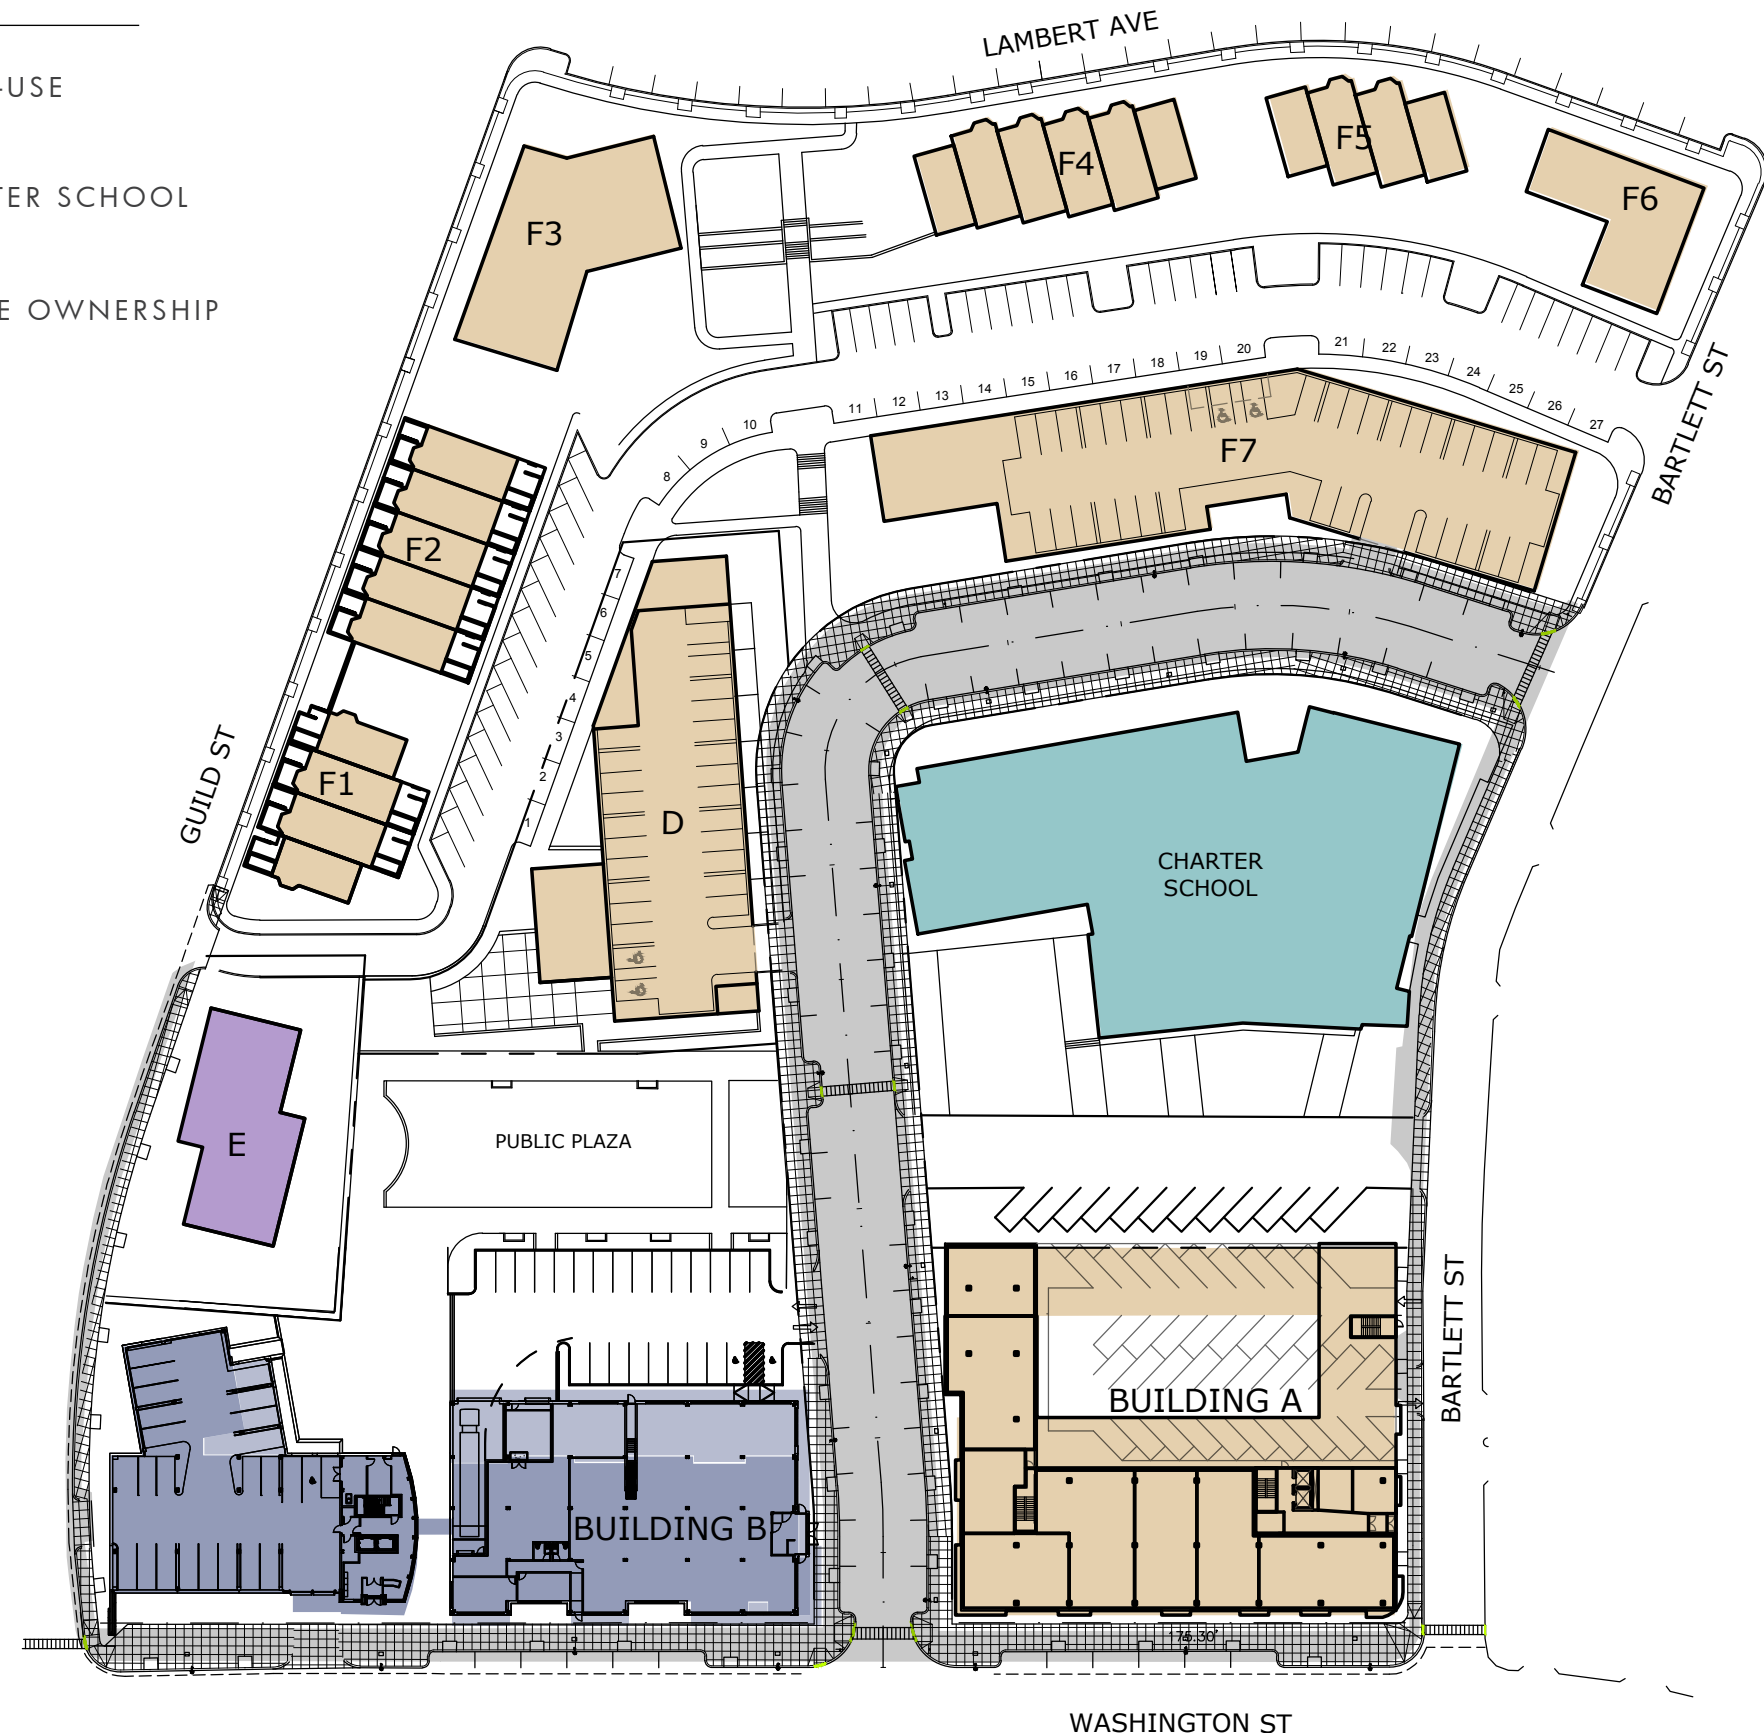 -USE
TER SCHOOL
E OWNERSHIP
LAMBERT AVE
F3
F4
F5
F6
BARTLETT ST
F7
F2
F1
GUILD ST
1
2
3
4
5
6
7
8
9
10
11
12
13
14
15
16
17
18
19
20
21
22
23
24
25
26
27
D
CHARTER
SCHOOL
E
PUBLIC PLAZA
BUILDING A
BARTLETT ST
BUILDING B
WASHINGTON ST